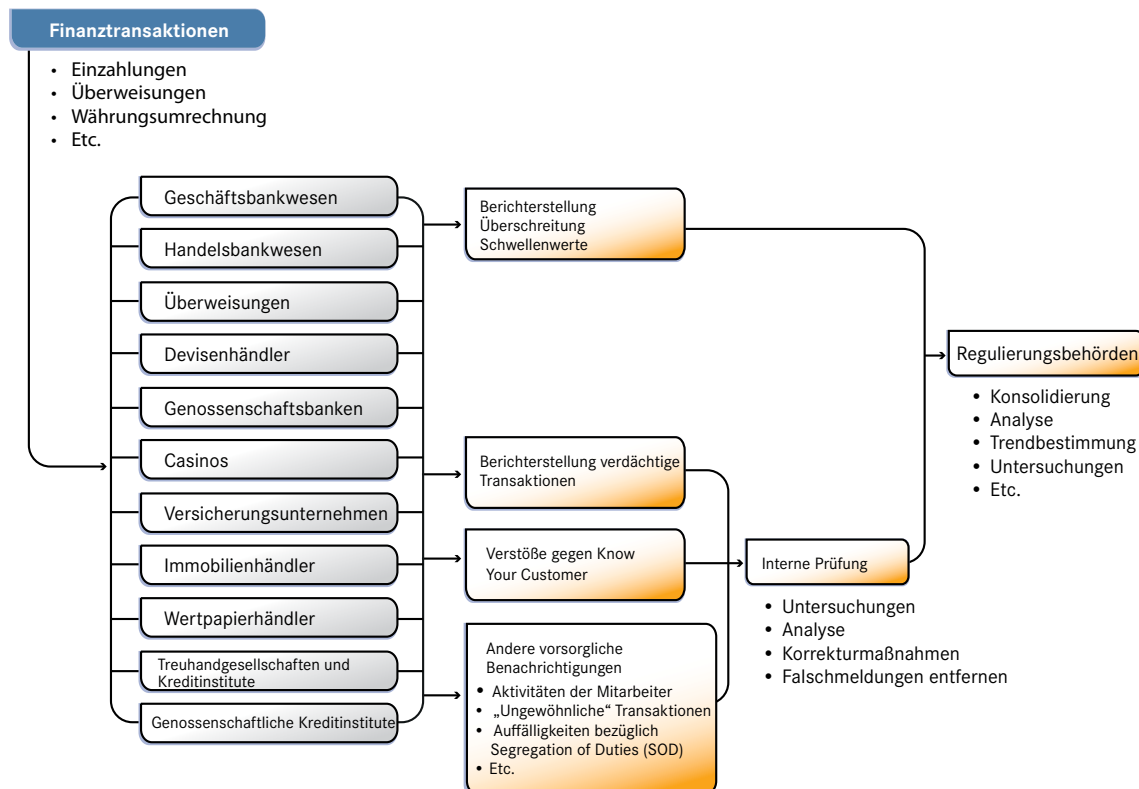 Finanztransaktionen
• Einzahlungen
• Überweisungen
• Währungsumrechnung
• Etc.
Geschäftsbankwesen
Handelsbankwesen
Überweisungen
Devisenhändler
Genossenschaftsbanken
Casinos
Versicherungsunternehmen
Immobilienhändler
Wertpapierhändler
Treuhandgesellschaften und
Kreditinstitute
Genossenschaftliche Kreditinstitute
Berichterstellung
Überschreitung
Schwellenwerte
Berichterstellung verdächtige
Transaktionen
Verstöße gegen Know
Your Customer
Andere vorsorgliche
Benachrichtigungen
• Aktivitäten der Mitarbeiter
• „Ungewöhnliche“ Transaktionen
• Auffälligkeiten bezüglich
Segregation of Duties (SOD)
• Etc.
Interne Prüfung
• Untersuchungen
• Analyse
• Korrekturmaßnahmen
• Falschmeldungen entfernen
Regulierungsbehörden
• Konsolidierung
• Analyse
• Trendbestimmung
• Untersuchungen
• Etc.